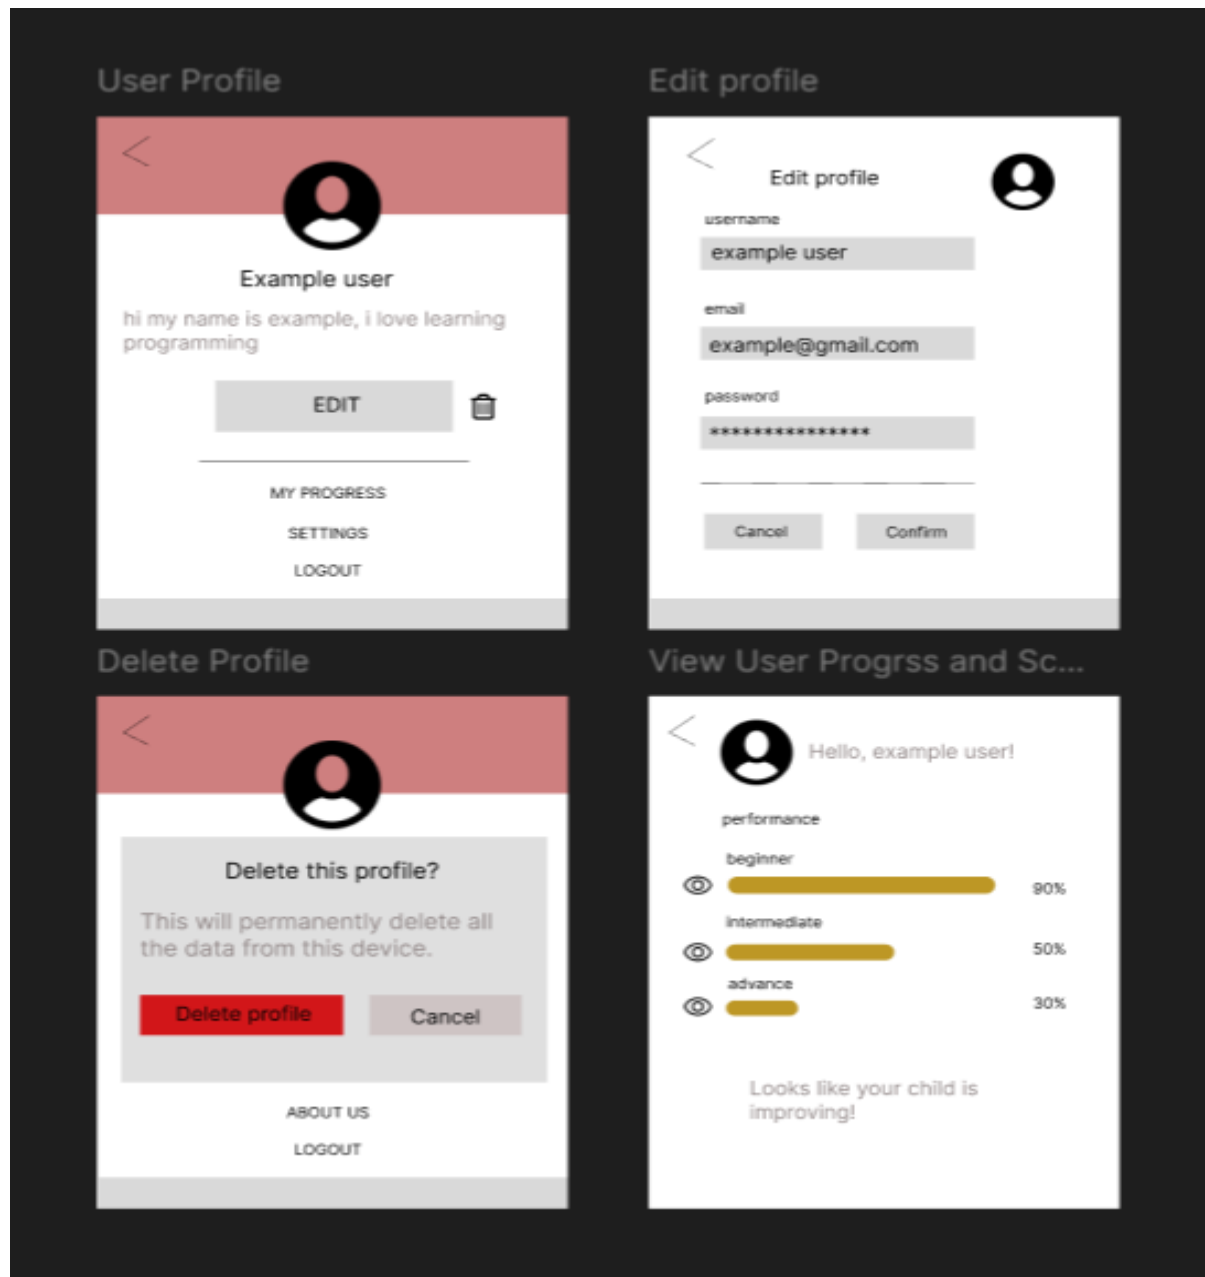 User Profile
Example user
hi my name is example, i love learning
programming
EDIT
MY PROGRESS
SETTINGS
LOGOUT
Edit profile
Edit profile
username
example user
email
example@gmail.com
password
***************
Cancel
Confirm
Delete Profile
Delete this profile?
This will permanently delete all
the data from this device.
Delete profile
Cancel
ABOUT US
LOGOUT
View User Progrss and Sc...
Hello, example user!
performance
beginner
90%
intermediate
50%
advance
30%
Looks like your child is
improving!